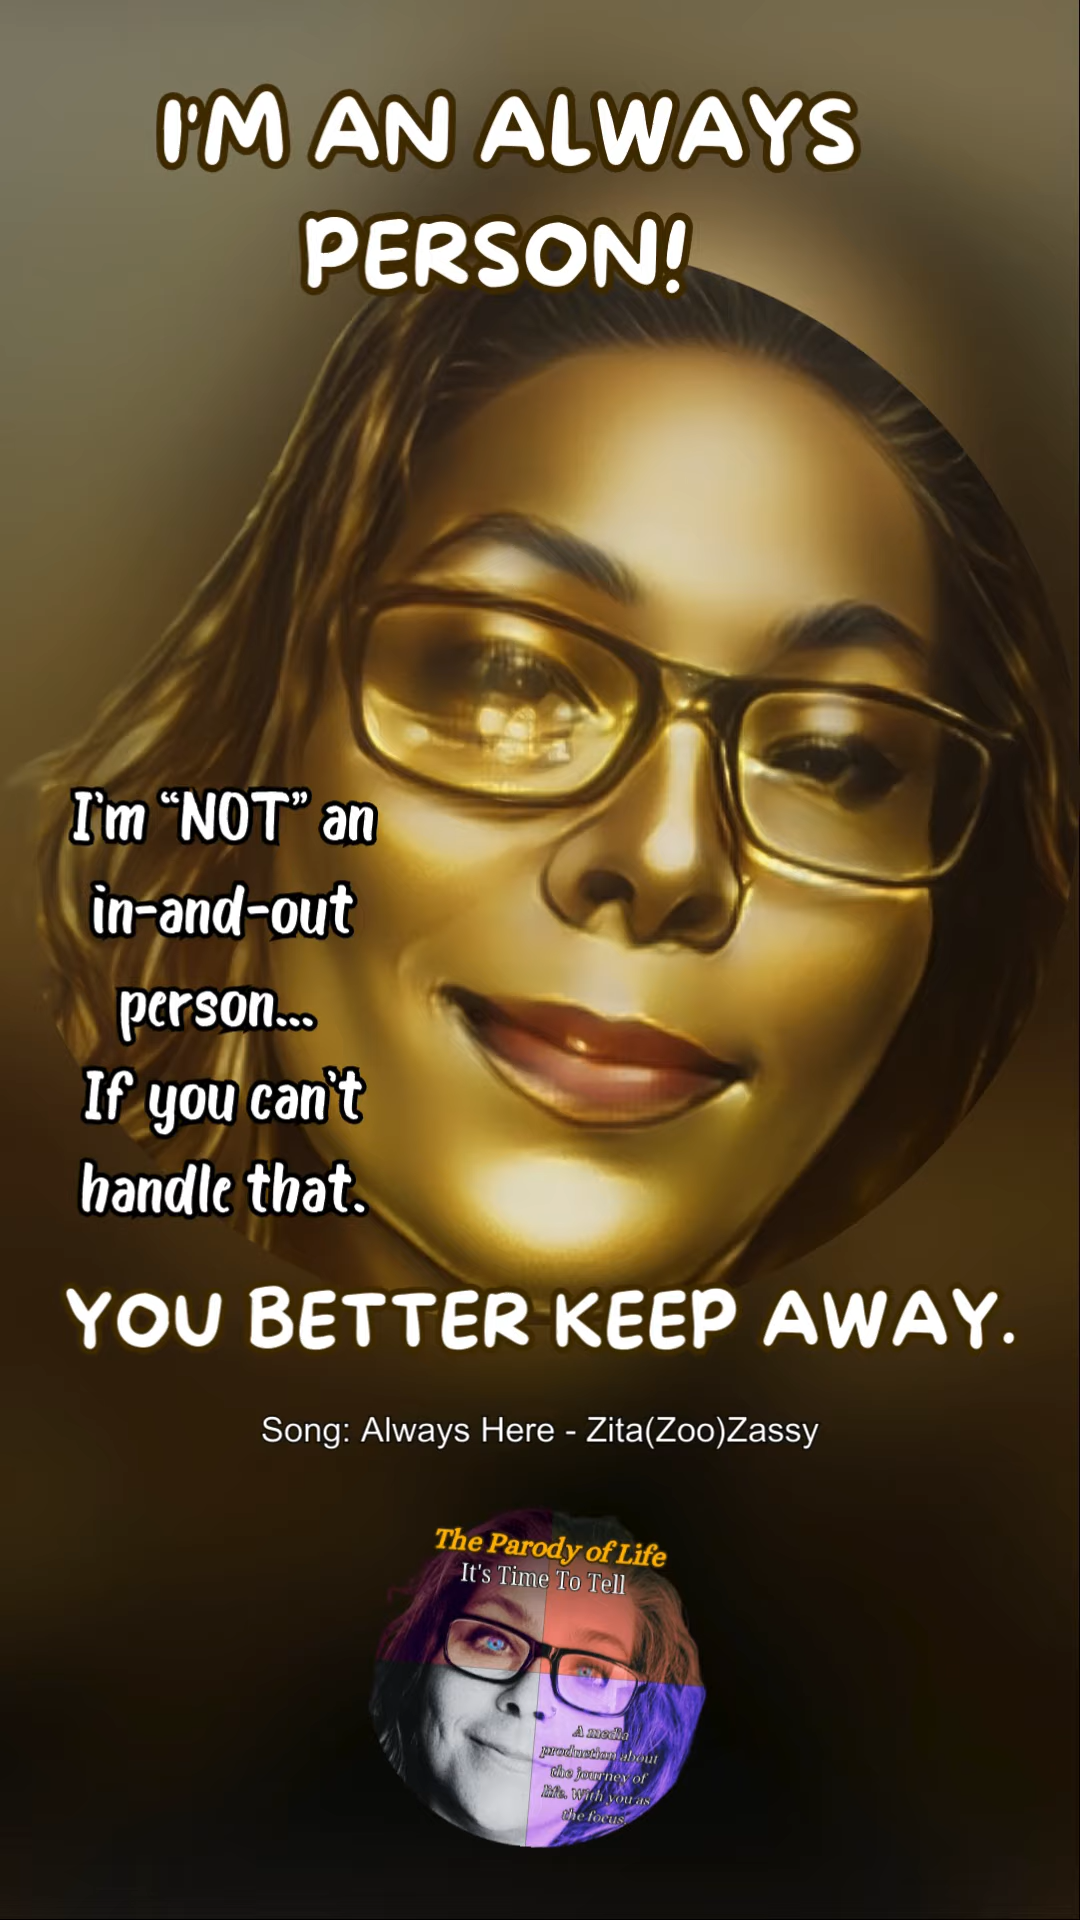 I'M AN ALWAYS
PERSON!
I'm “NOT” an
in-and-out
person...
If you can't
handle that.
YOU BETTER KEEP AWAY.
Song: Always Here - Zita(Zoo)Zassy
The Parody of Life
It's Time To Tell
A media
production about
the journey of
life. With you as
the focus.